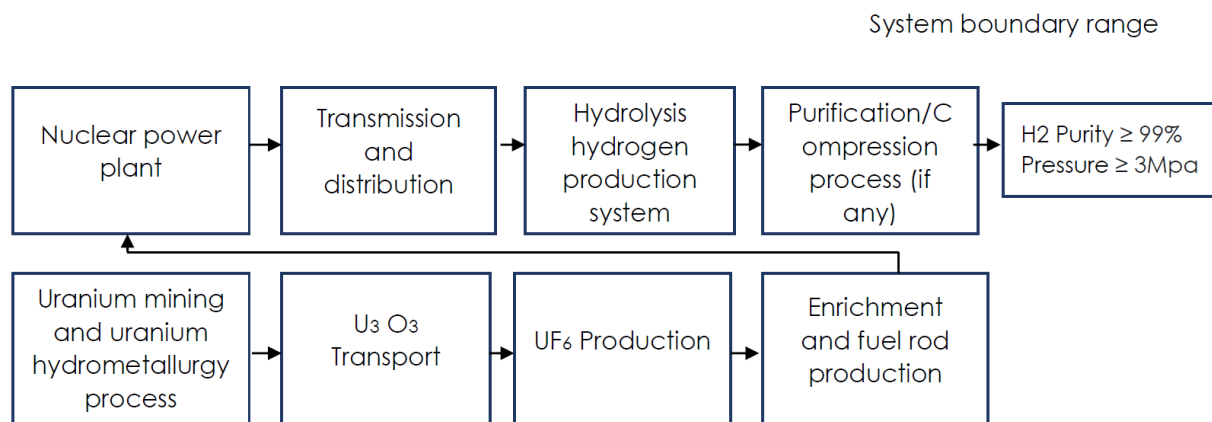 System boundary range
Nuclear power
plant
Transmission
and
distribution
Hydrolysis
hydrogen
production
system
Purification/C
ompression
process (if
any)
H2 Purity ≥ 99%
Pressure ≥ 3Mpa
Uranium mining
and uranium
hydrometallurgy
process
U₃ O₃
Transport
UF₆ Production
Enrichment
and fuel rod
production